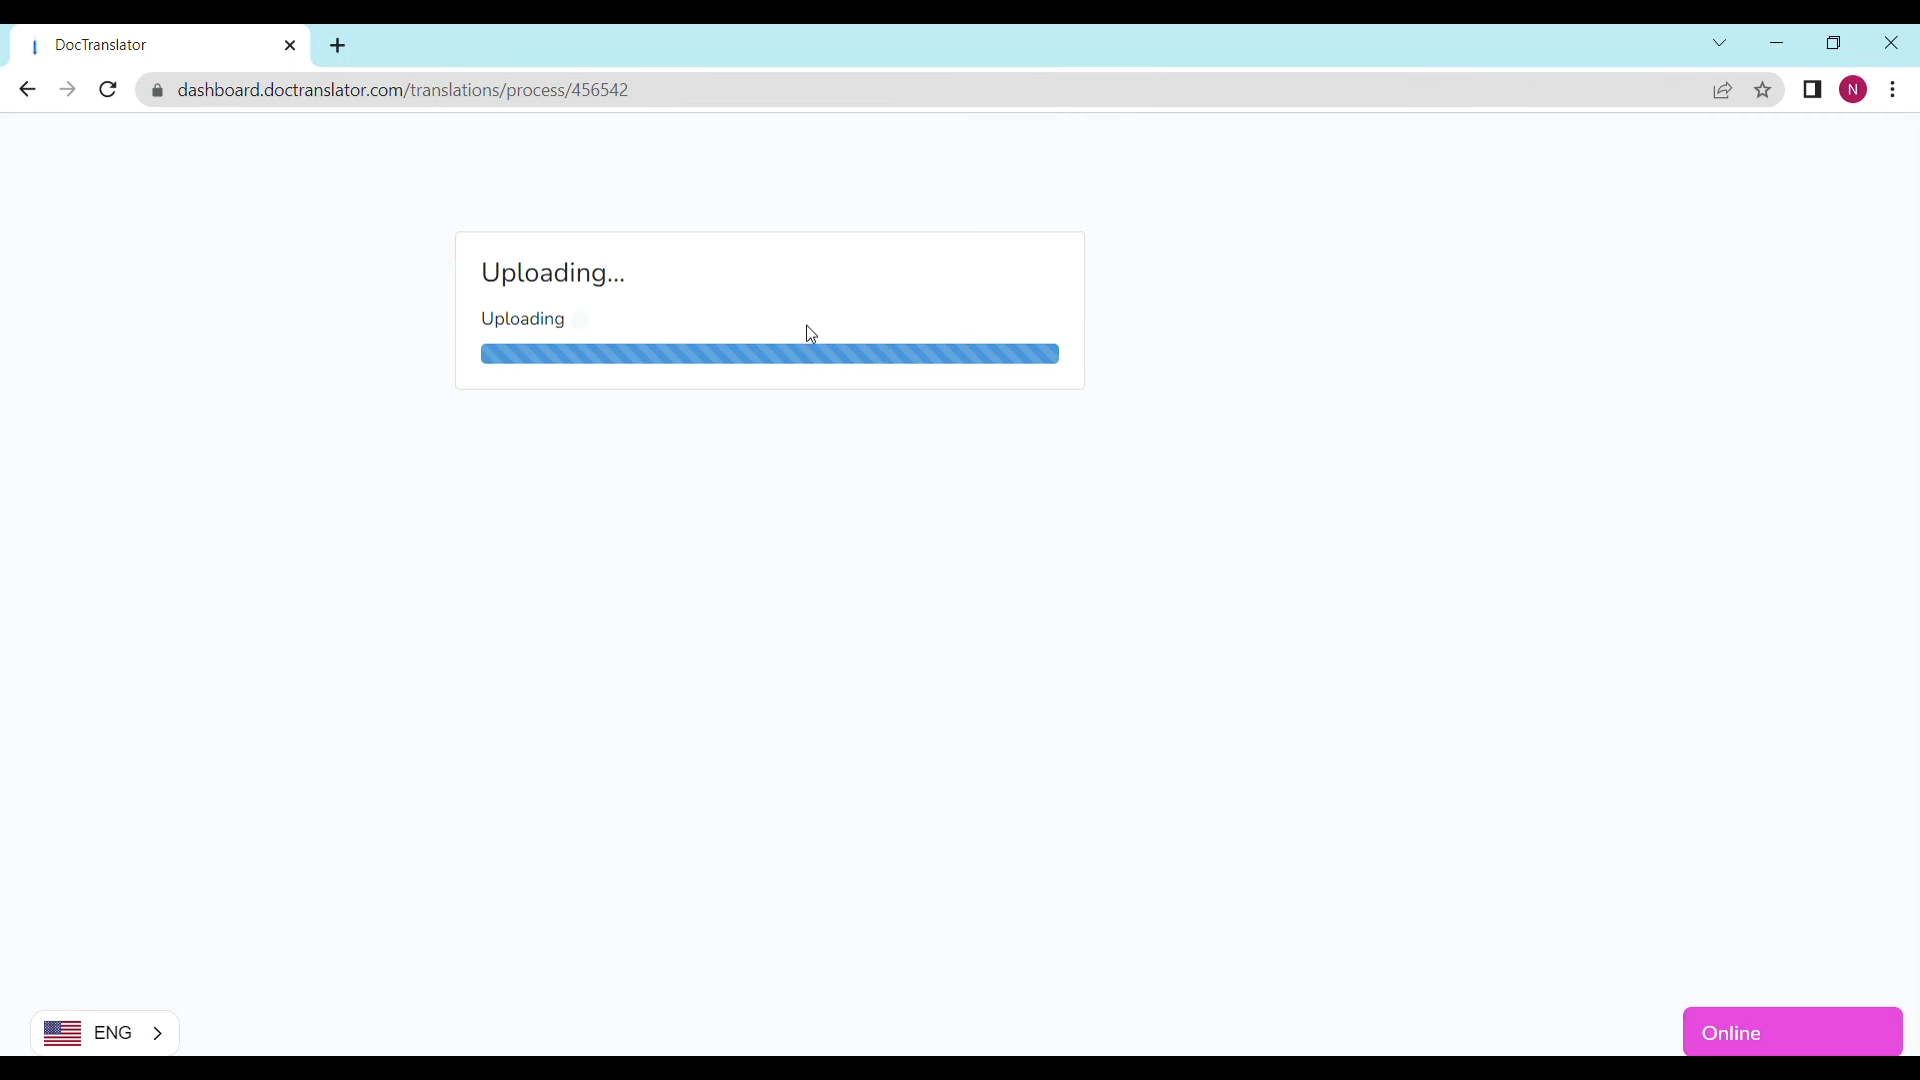 DocTranslator
dashboard.doctranslator.com/translations/process/456542
N
Uploading...
Uploading
ENG
Online